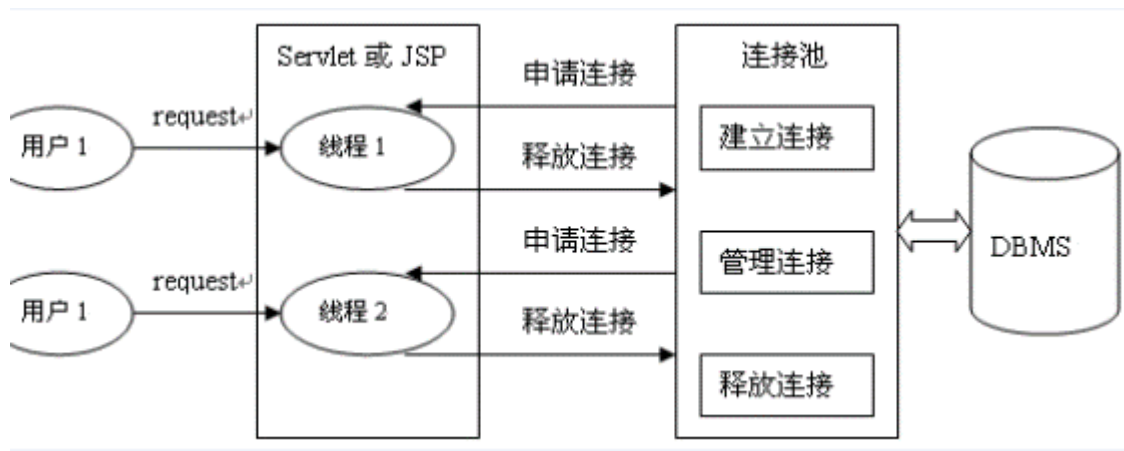 Servlet 或 JSP
连接池
申请连接
request↵
用户 1
线程 1
建立连接
释放连接
申请连接
管理连接
DBMS
request↵
用户 1
线程 2
释放连接
释放连接